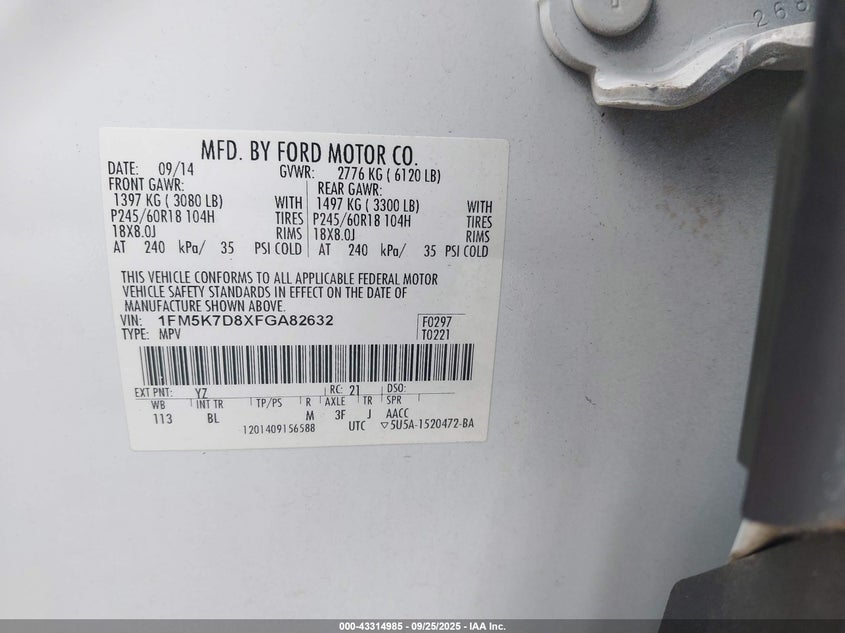 268
MFD. BY FORD MOTOR CO.
DATE: 09/14 GVWR: 2776 KG ( 6120 LB)
FRONT GAWR: REAR GAWR:
1397 KG ( 3080 LB) WITH 1497 KG ( 3300 LB) WITH
P245/60R18 104H TIRES P245/60R18 104H TIRES
18X8.0J RIMS 18X8.0J RIMS
AT 240 kPa/ 35 PSI COLD AT 240 kPa/ 35 PSI COLD
THIS VEHICLE CONFORMS TO ALL APPLICABLE FEDERAL MOTOR
VEHICLE SAFETY STANDARDS IN EFFECT ON THE DATE OF
MANUFACTURE SHOWN ABOVE.
VIN: 1FM5K7D8XFGA82632 F0297
TYPE: MPV T0221
EXT PNT: YZ RC: 21 DSO:
WB INT TR TP/PS R AXLE TR SPR
113 BL M 3F J AACC
1201409156588 UTC ▽5U5A-1520472-BA
000-43314985 - 09/25/2025 - IAA Inc.